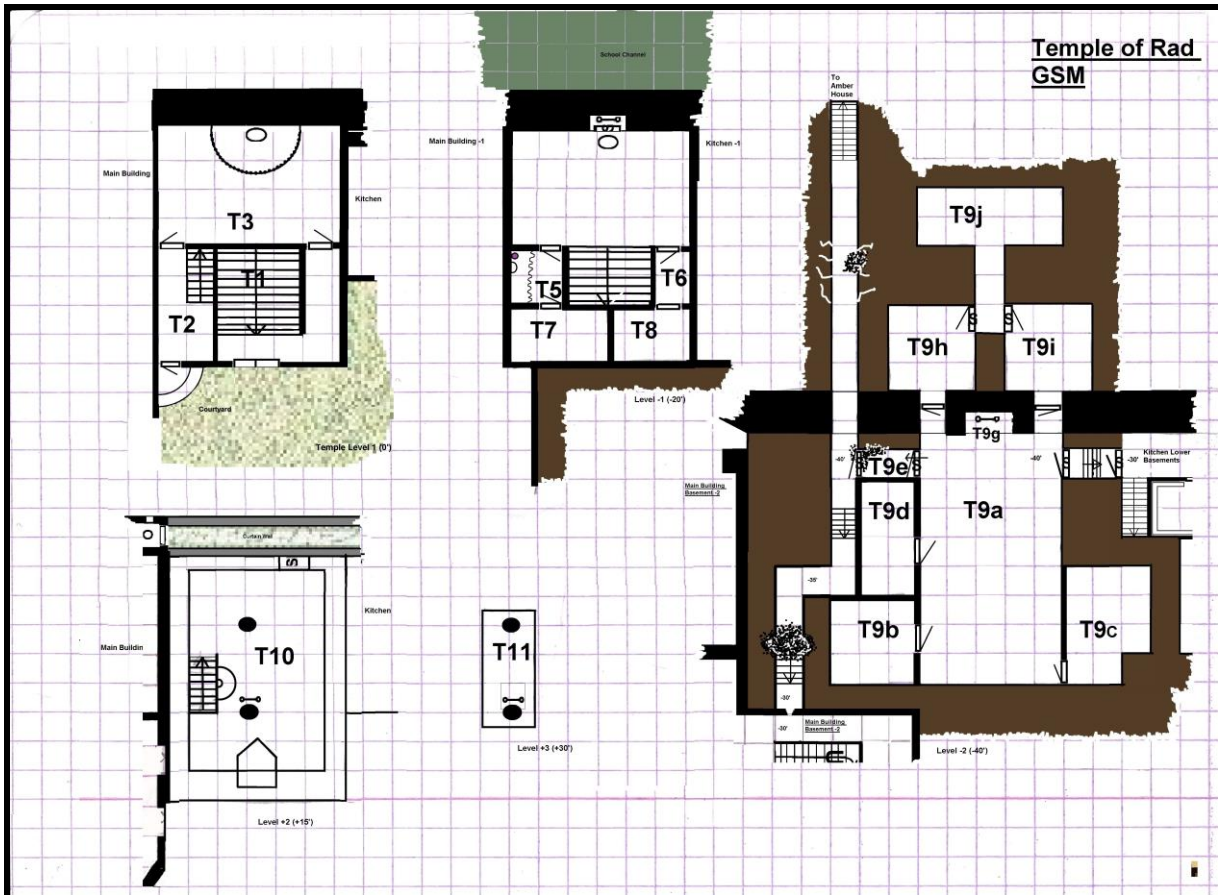 Temple of Rad
GSM
School Channel
To
Amber
House
Main Building
Kitchen
T3
T1
T2
Courtyard
Temple Level 1 (0')
Main Building -1
Kitchen -1
S
T5
T6
T7
T8
Level -1 (-20')
T9j
S
S
T9h
T9i
T9g
-40'
S
T9e
S
-40'
S
S
-30'
Kitchen Lower
Basements
Main Building
Basement -2
T9d
T9a
-35'
T9b
T9c
-30'
-30'
Main Building
Basement -2
Level -2 (-40')
Curtain Wall
S
Kitchen
Main Buildin
T10
Level +2 (+15')
T11
Level +3 (+30')